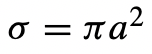 σ = πa²